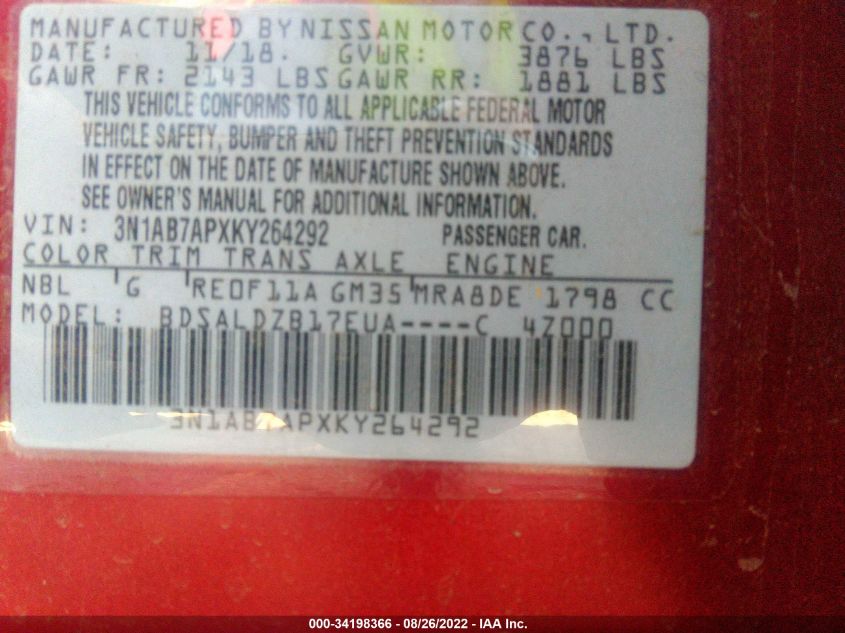 MANUFACTURED BY NISSAN MOTOR CO., LTD.
DATE: 11/18. GVWR: 3876 LBS
GAWR FR: 2143 LBS GAWR RR: 1881 LBS
THIS VEHICLE CONFORMS TO ALL APPLICABLE FEDERAL MOTOR
VEHICLE SAFETY, BUMPER AND THEFT PREVENTION STANDARDS
IN EFFECT ON THE DATE OF MANUFACTURE SHOWN ABOVE.
SEE OWNER'S MANUAL FOR ADDITIONAL INFORMATION.
VIN: 3N1AB7APXKY264292 PASSENGER CAR.
COLOR TRIM TRANS AXLE ENGINE
NBL G RE0F11A GM35 MRA8DE 1798 CC
MODEL: BDSALDZB17EUA----C 4Z000
3N1AB7APXKY264292
000-34198366 - 08/26/2022 - IAA Inc.